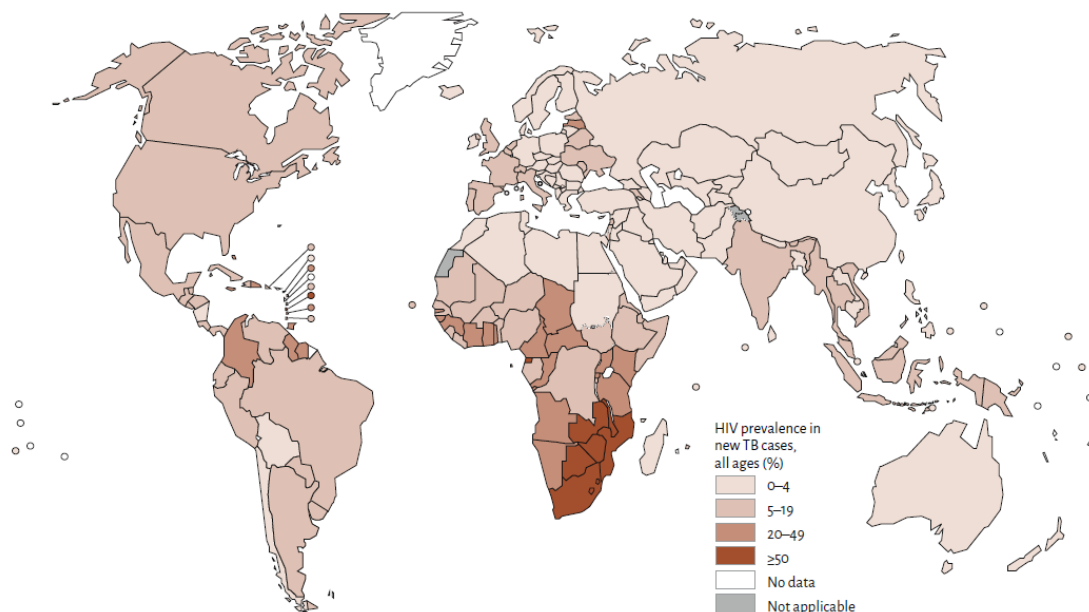 HIV prevalence in
new TB cases,
all ages (%)
0–4
5–19
20–49
≥50
No data
Not applicable